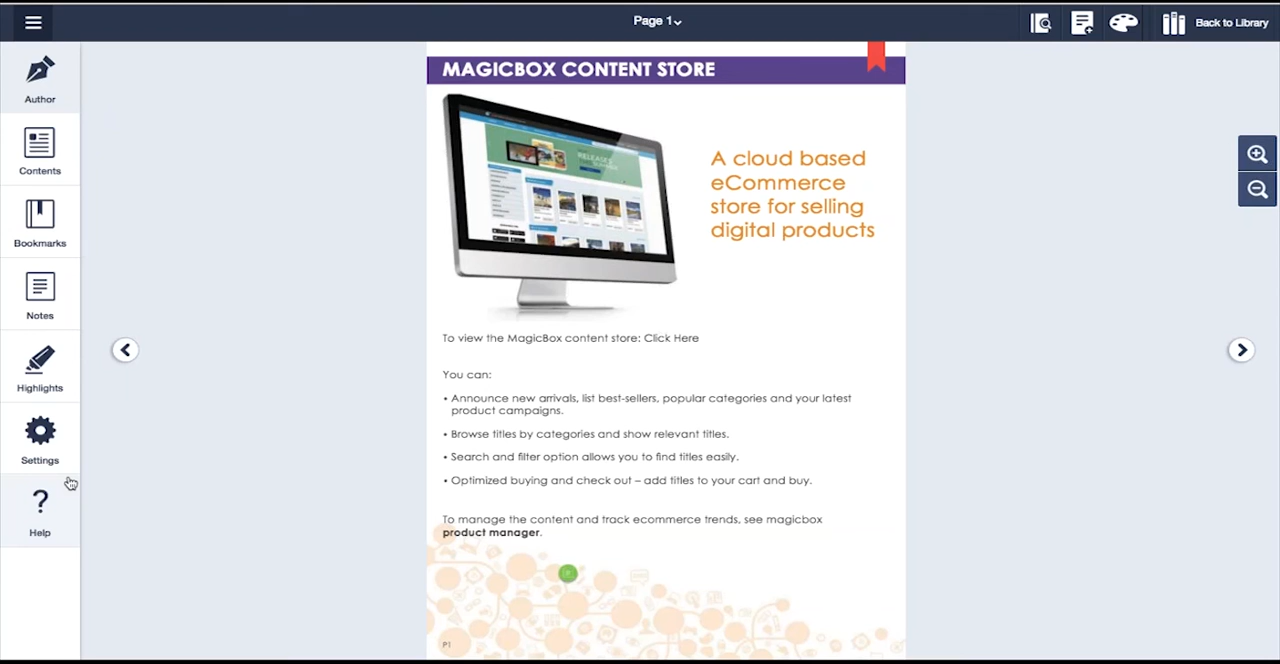 Page 1
Back to Library
Author
Contents
Bookmarks
Notes
Highlights
Settings
?
Help
MAGICBOX CONTENT STORE
A cloud based
eCommerce
store for selling
digital products
To view the MagicBox content store: Click Here
You can:
• Announce new arrivals, list best-sellers, popular categories and your latest
product campaigns.
• Browse titles by categories and show relevant titles.
• Search and filter option allows you to find titles easily.
• Optimized buying and check out – add titles to your cart and buy.
To manage the content and track ecommerce trends, see magicbox
product manager.
P1